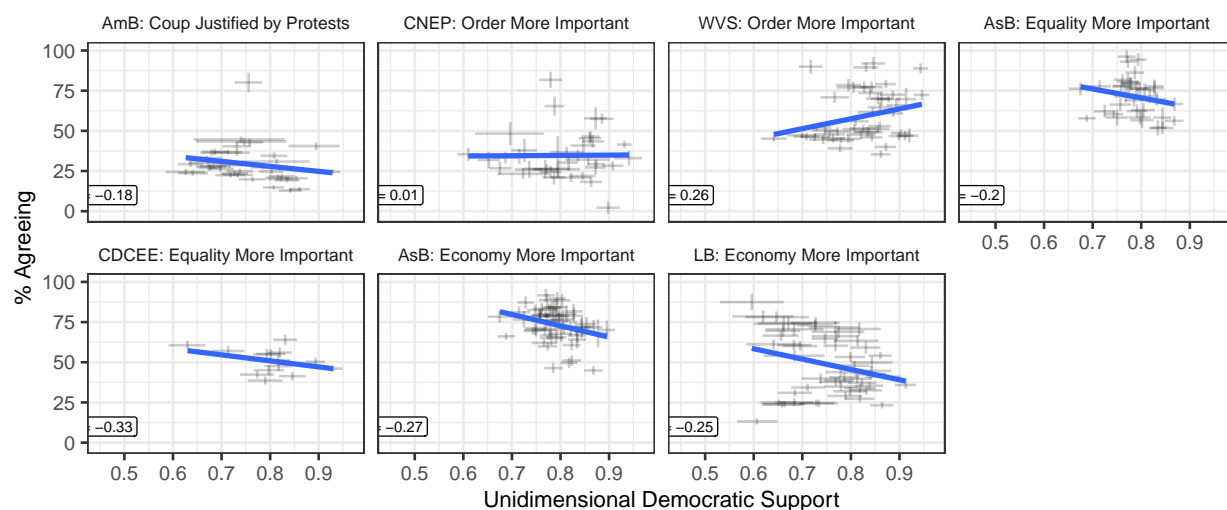 AmB: Coup Justified by Protests CNEP: Order More Important WVS: Order More Important AsB: Equality More Important
100
75
50
25
0
= −0.18 = 0.01 = 0.26 = −0.2
0.5 0.6 0.7 0.8 0.9
CDCEE: Equality More Important AsB: Economy More Important LB: Economy More Important
% Agreeing
100
75
50
25
0
= −0.33 = −0.27 = −0.25
0.5 0.6 0.7 0.8 0.9 0.5 0.6 0.7 0.8 0.9 0.5 0.6 0.7 0.8 0.9
Unidimensional Democratic Support